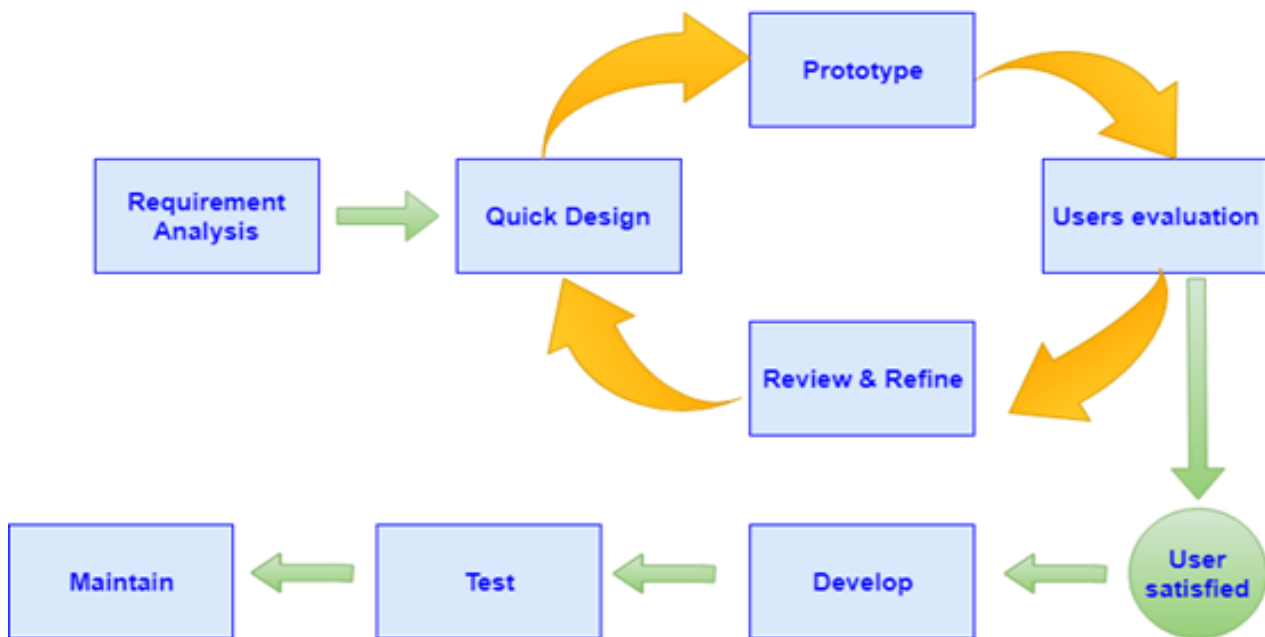 Prototype
Requirement
Analysis
Quick Design
Users evaluation
Review & Refine
User
satisfied
Develop
Test
Maintain